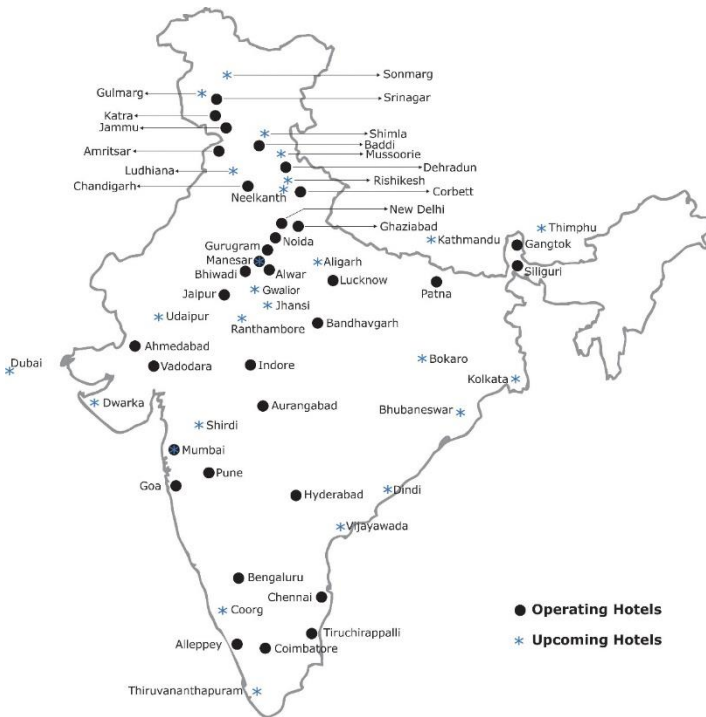 Sonmarg
Gulmarg
Srinagar
Katra
Jammu
Shimla
Baddi
Amritsar
Mussoorie
Ludhiana
Dehradun
Rishikesh
Chandigarh
Neelkanth
Corbett
New Delhi
Ghaziabad
Thimphu
Noida
Kathmandu
Gangtok
Gurugram
Manesar
Aligarh
Siliguri
Bhiwadi
Alwar
Lucknow
Gwalior
Jaipur
Patna
Jhansi
Udaipur
Ranthambore
Bandhavgarh
Ahmedabad
Dubai
Vadodara
Indore
Bokaro
Kolkata
Dwarka
Aurangabad
Bhubaneswar
Shirdi
Mumbai
Pune
Goa
Hyderabad
Dindi
Vijayawada
Bengaluru
Chennai
Coorg
Operating Hotels
Tiruchirappalli
Alleppey
Coimbatore
Upcoming Hotels
Thiruvananthapuram